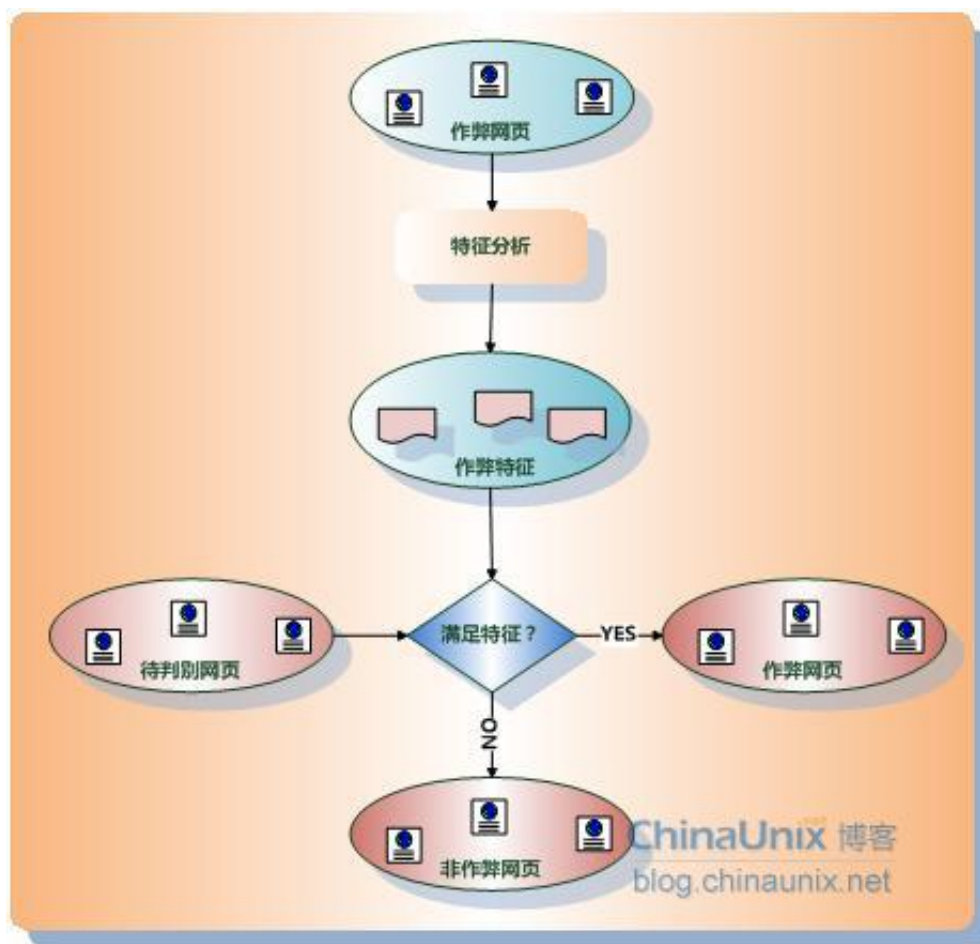 作弊网页
特征分析
作弊特征
待判别网页
满足特征？
YES
作弊网页
NO
非作弊网页
ChinaUnix 博客
blog.chinaunix.net